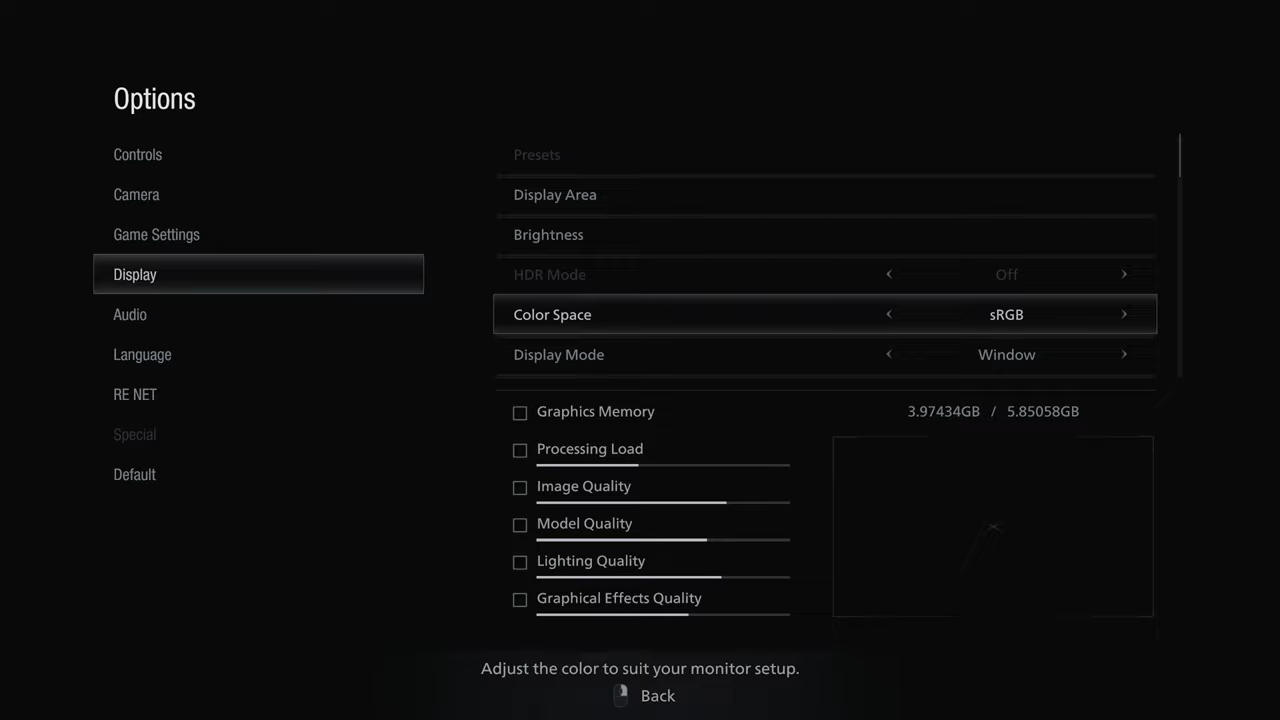 Options
Controls
Camera
Game Settings
Display
Audio
Language
RE NET
Special
Default
Presets
Display Area
Brightness
HDR Mode Off
Color Space sRGB
Display Mode Window
Graphics Memory 3.97434GB / 5.85058GB
Processing Load
Image Quality
Model Quality
Lighting Quality
Graphical Effects Quality
Adjust the color to suit your monitor setup.
Back